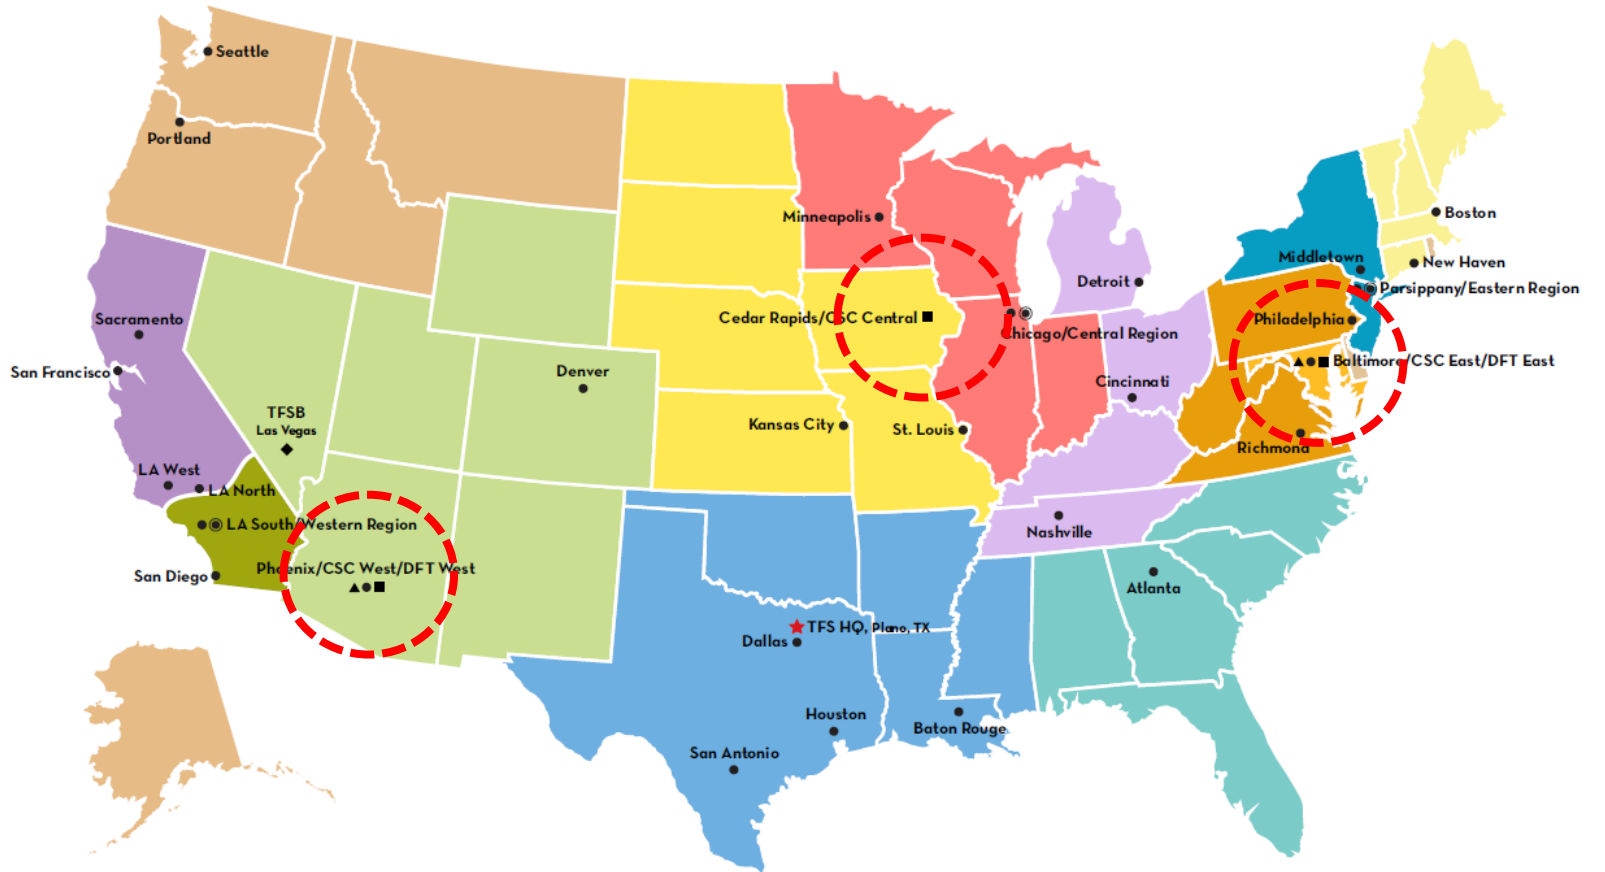 Seattle
Portland
Minneapolis
Boston
Middletown
New Haven
Detroit
Parsippany/Eastern Region
Sacramento
Cedar Rapids/CSC Central
Philadelphia
Chicago/Central Region
San Francisco
Denver
Baltimore/CSC East/DFT East
Cincinnati
TFSB
Las Vegas
Kansas City
St. Louis
Richmond
LA West
LA North
LA South/Western Region
Nashville
Phoenix/CSC West/DFT West
San Diego
Atlanta
TFS HQ, Plano, TX
Dallas
Houston
Baton Rouge
San Antonio